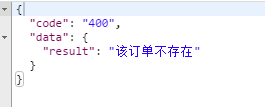 {
"code": "400",
"data": {
"result": "该订单不存在"
}
}